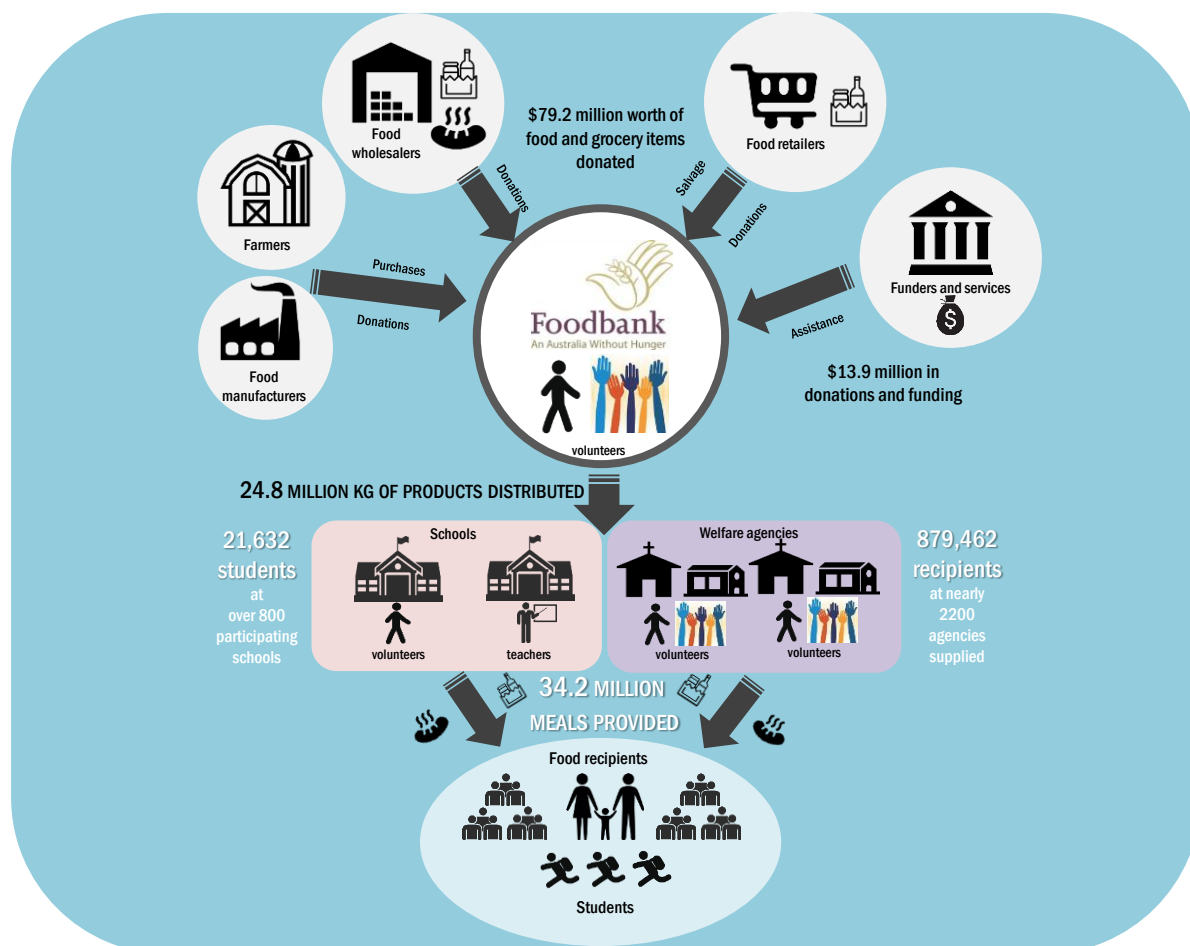 Food
wholesalers
$79.2 million worth of
food and grocery items
donated
Food retailers
Donations
Salvage
Donations
Farmers
Purchases
Donations
Food
manufacturers
Funders and services
$
Assistance
$13.9 million in
donations and funding
Foodbank
An Australia Without Hunger
volunteers
24.8 MILLION KG OF PRODUCTS DISTRIBUTED
21,632
students
at
over 800
participating
schools
Schools
volunteers
teachers
Welfare agencies
volunteers
volunteers
879,462
recipients
at nearly
2200
agencies
supplied
34.2 MILLION
MEALS PROVIDED
Food recipients
Students